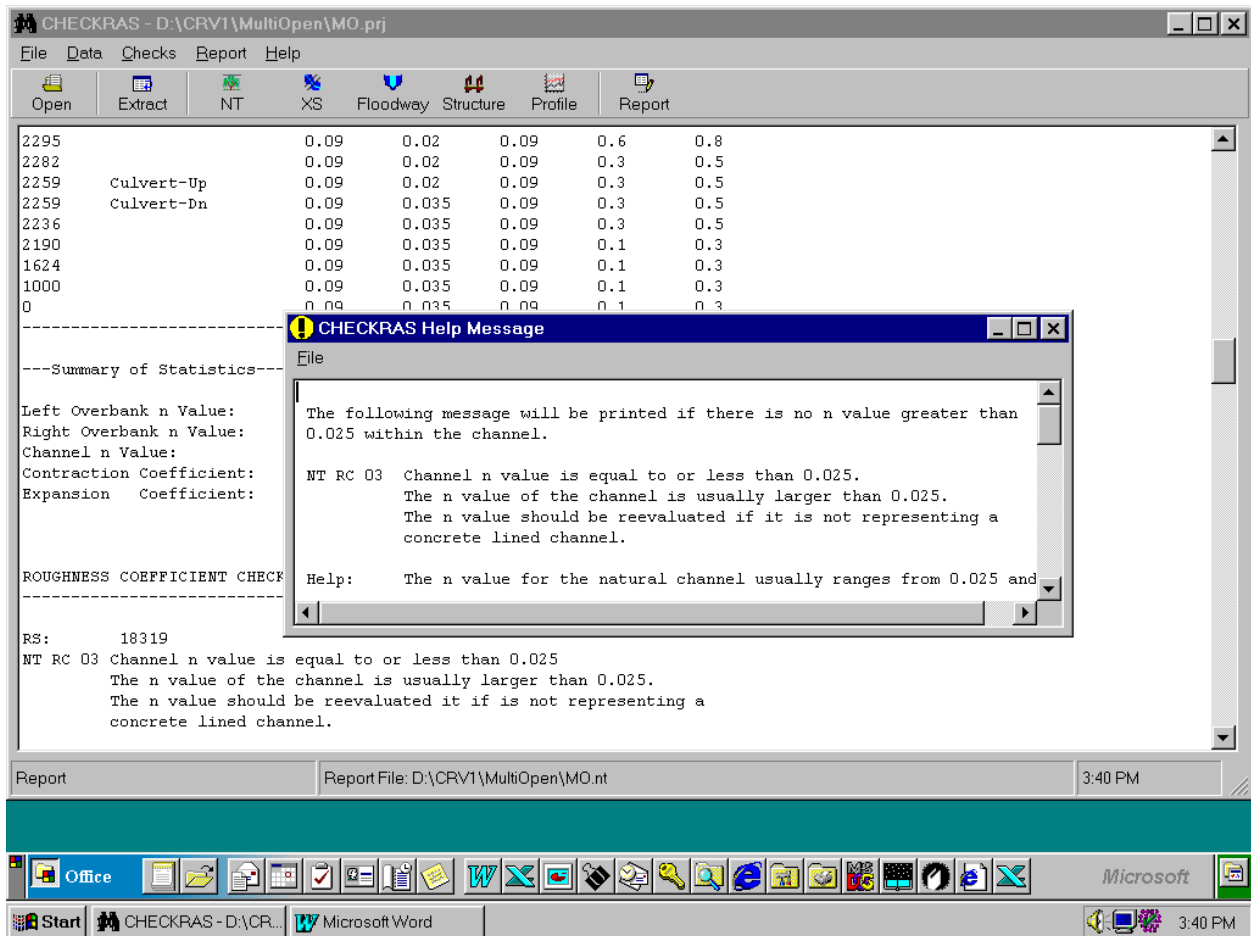 CHECKRAS - D:\CRV1\MultiOpen\MO.prj
File Data Checks Report Help
Open Extract NT XS Floodway Structure Profile Report
2295 0.09 0.02 0.09 0.6 0.8
2282 0.09 0.02 0.09 0.3 0.5
2259 Culvert-Up 0.09 0.02 0.09 0.3 0.5
2259 Culvert-Dn 0.09 0.035 0.09 0.3 0.5
2236 0.09 0.035 0.09 0.3 0.5
2190 0.09 0.035 0.09 0.1 0.3
1624 0.09 0.035 0.09 0.1 0.3
1000 0.09 0.035 0.09 0.1 0.3
0 0.09 0.035 0.09 0.1 0.3
---Summary of Statistics---
Left Overbank n Value:
Right Overbank n Value:
Channel n Value:
Contraction Coefficient:
Expansion Coefficient:
ROUGHNESS COEFFICIENT CHECK
RS: 18319
NT RC 03 Channel n value is equal to or less than 0.025
The n value of the channel is usually larger than 0.025.
The n value should be reevaluated it if is not representing a
concrete lined channel.
CHECKRAS Help Message
File
The following message will be printed if there is no n value greater than
0.025 within the channel.
NT RC 03 Channel n value is equal to or less than 0.025.
The n value of the channel is usually larger than 0.025.
The n value should be reevaluated if it is not representing a
concrete lined channel.
Help: The n value for the natural channel usually ranges from 0.025 and
Report Report File: D:\CRV1\MultiOpen\MO.nt 3:40 PM
Office Microsoft
Start CHECKRAS - D:\CR... Microsoft Word 3:40 PM